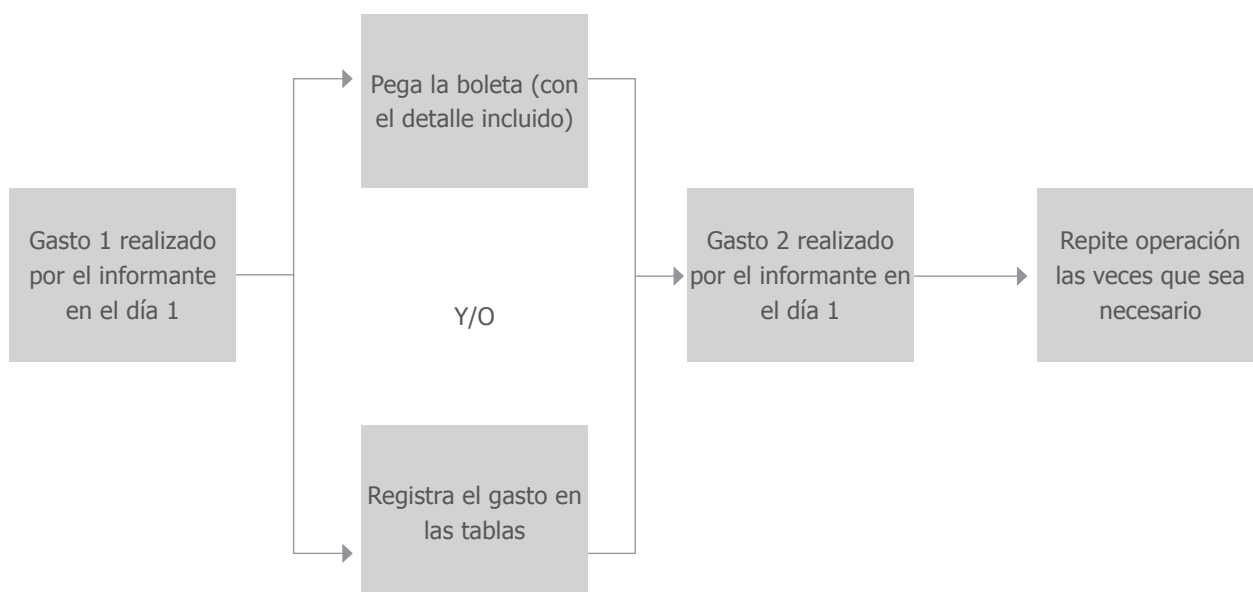 Pega la boleta (con
el detalle incluido)
Gasto 1 realizado
por el informante
en el día 1
Y/O
Registra el gasto en
las tablas
Gasto 2 realizado
por el informante en
el día 1
Repite operación
las veces que sea
necesario